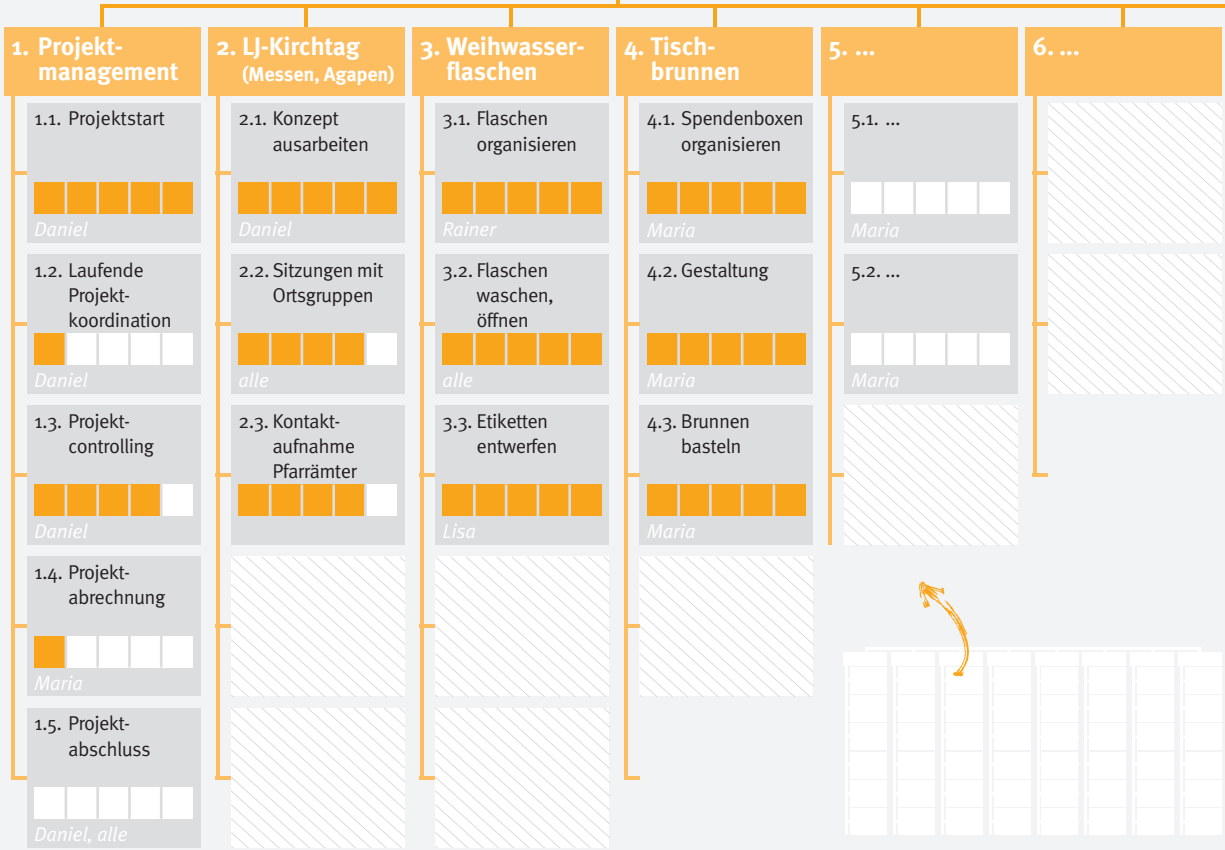 1. Projekt-
management
1.1. Projektstart
Daniel
1.2. Laufende
Projekt-
koordination
Daniel
1.3. Projekt-
controlling
Daniel
1.4. Projekt-
abrechnung
Maria
1.5. Projekt-
abschluss
Daniel, alle
2. LJ-Kirchtag
(Messen, Agapen)
2.1. Konzept
ausarbeiten
Daniel
2.2. Sitzungen mit
Ortsgruppen
alle
2.3. Kontakt-
aufnahme
Pfarrämter
3. Weihwasser-
flaschen
3.1. Flaschen
organisieren
Rainer
3.2. Flaschen
waschen,
öffnen
alle
3.3. Etiketten
entwerfen
Lisa
4. Tisch-
brunnen
4.1. Spendenboxen
organisieren
Maria
4.2. Gestaltung
Maria
4.3. Brunnen
basteln
Maria
5. ...
5.1. ...
Maria
5.2. ...
Maria
6. ...